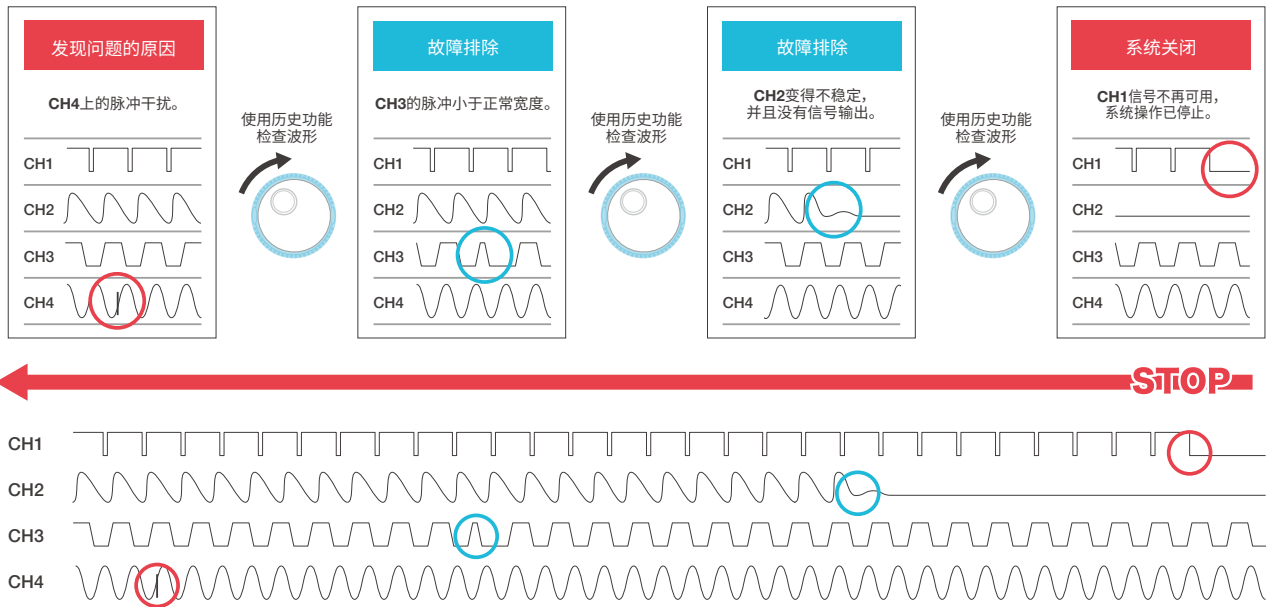 发现问题的原因
CH4上的脉冲干扰。
CH1
CH2
CH3
CH4
使用历史功能
检查波形
故障排除
CH3的脉冲小于正常宽度。
CH1
CH2
CH3
CH4
使用历史功能
检查波形
故障排除
CH2变得不稳定，
并且没有信号输出。
CH1
CH2
CH3
CH4
使用历史功能
检查波形
系统关闭
CH1信号不再可用，
系统操作已停止。
CH1
CH2
CH3
CH4
STOP
CH1
CH2
CH3
CH4